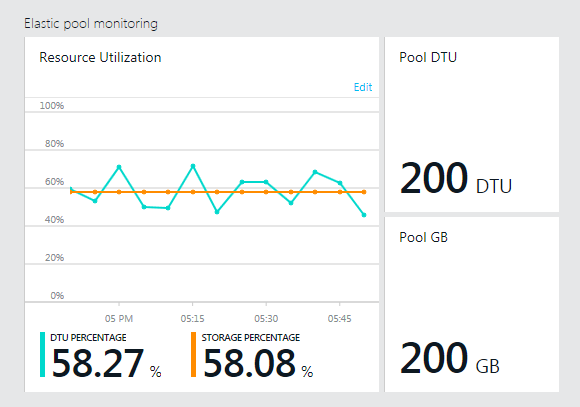 Elastic pool monitoring
Resource Utilization
Edit
100%
80%
60%
40%
20%
0%
05 PM 05:15 05:30 05:45
DTU PERCENTAGE
58.27 %
STORAGE PERCENTAGE
58.08 %
Pool DTU
200 DTU
Pool GB
200 GB